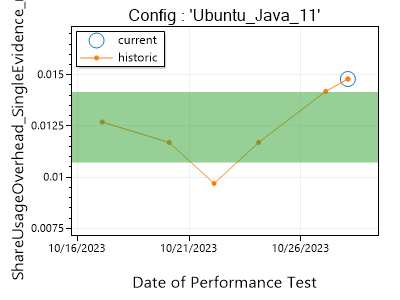 Config : 'Ubuntu_Java_11'
current
historic
ShareUsageOverhead_SingleEvidence_
0.015
0.0125
0.01
0.0075
10/16/2023
10/21/2023
10/26/2023
Date of Performance Test